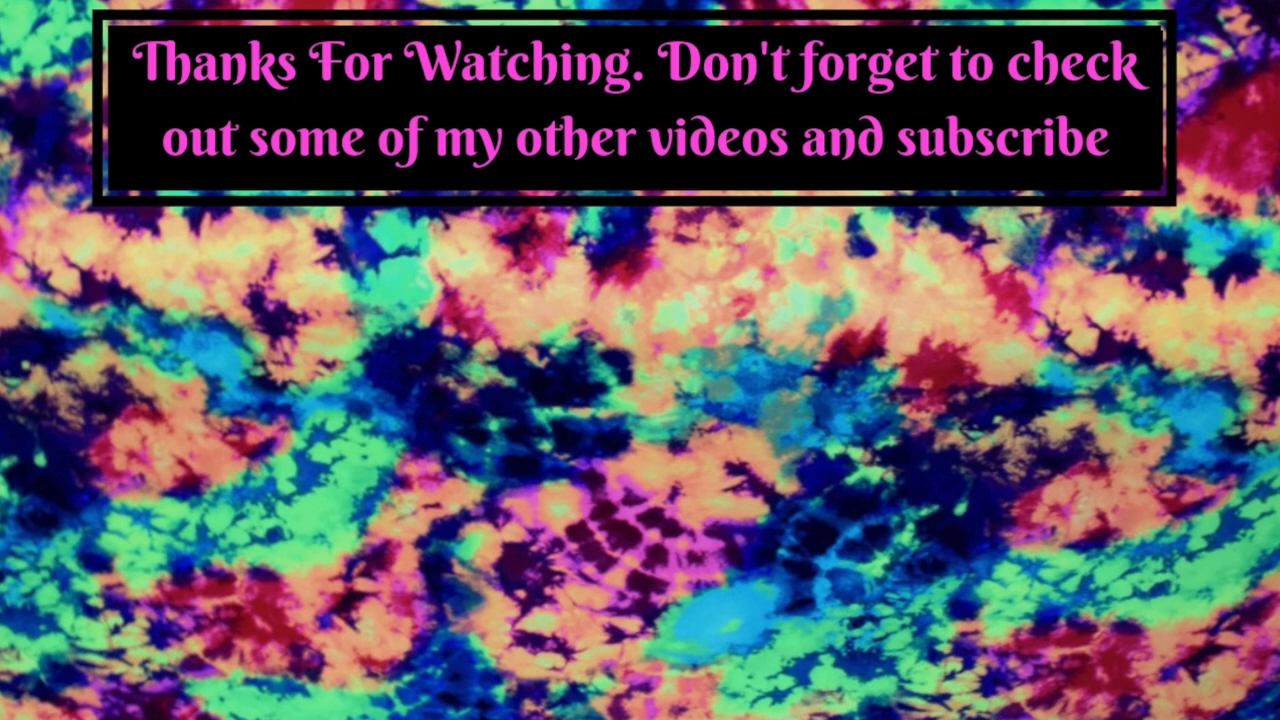 Thanks For Watching. Don't forget to check
out some of my other videos and subscribe